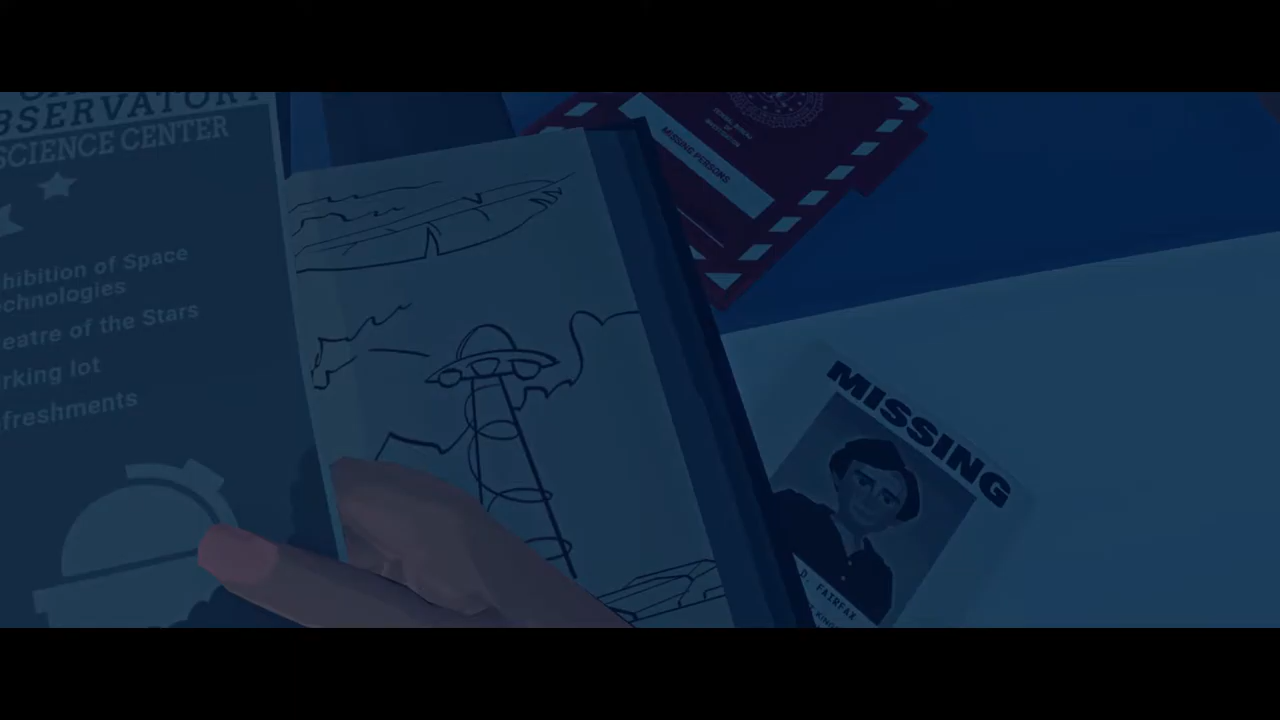 BSERVATORY
SCIENCE CENTER
hibition of Space
chnologies
eatre of the Stars
rking lot
freshments
MISSING PERSONS
MISSING
D. FAIRFAX